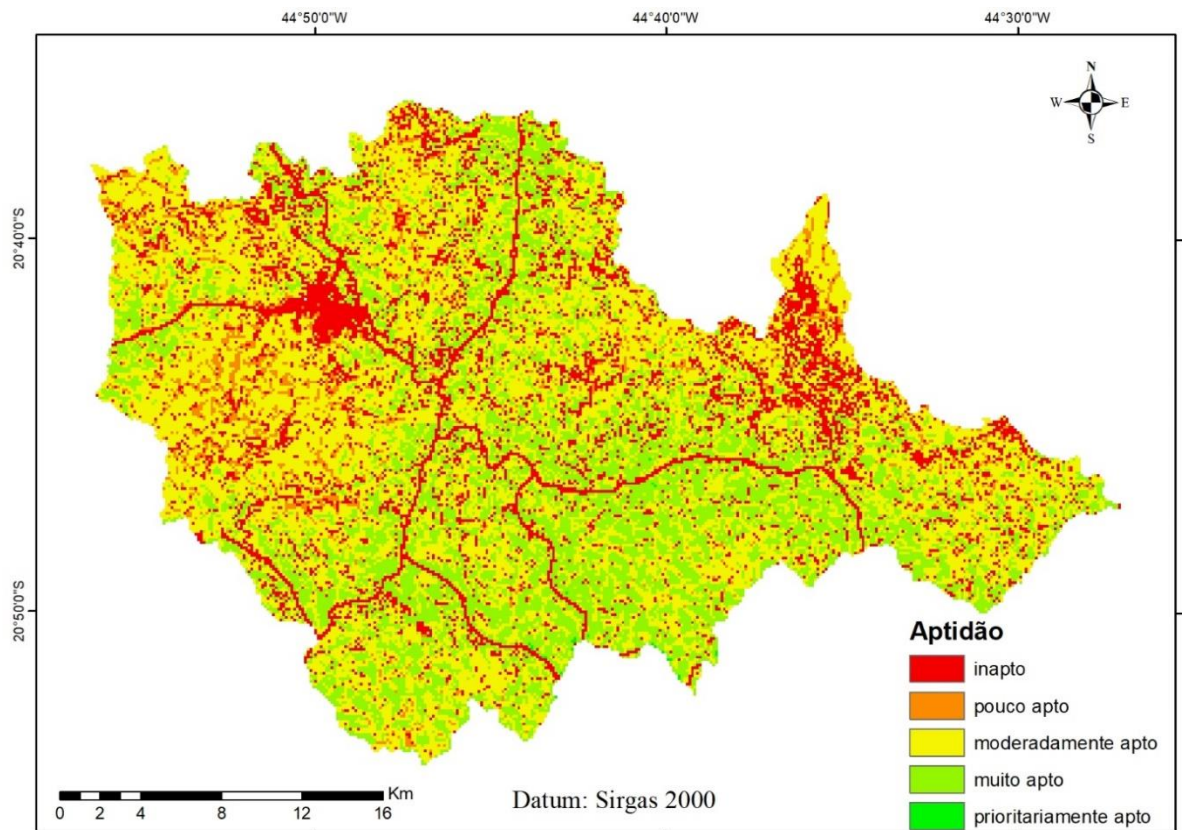 44°50'0"W
44°40'0"W
44°30'0"W
N
W
E
S
20°40'0"S
20°50'0"S
Aptidão
inapto
pouco apto
moderadamente apto
muito apto
prioritariamente apto
Km
0 2 4 8 12 16
Datum: Sirgas 2000